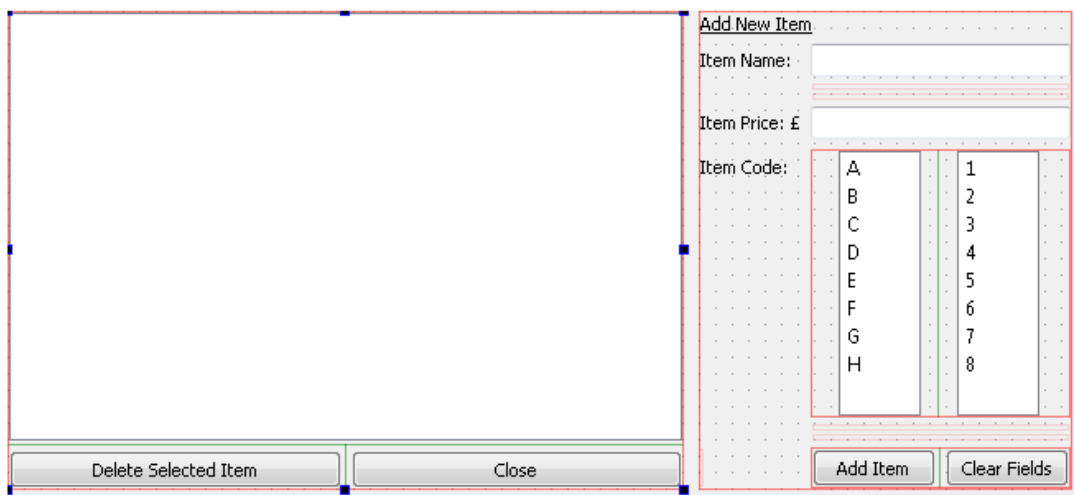 Add New Item
Item Name:
Item Price: £
Item Code:
A 1
B 2
C 3
D 4
E 5
F 6
G 7
H 8
Delete Selected Item Close Add Item Clear Fields